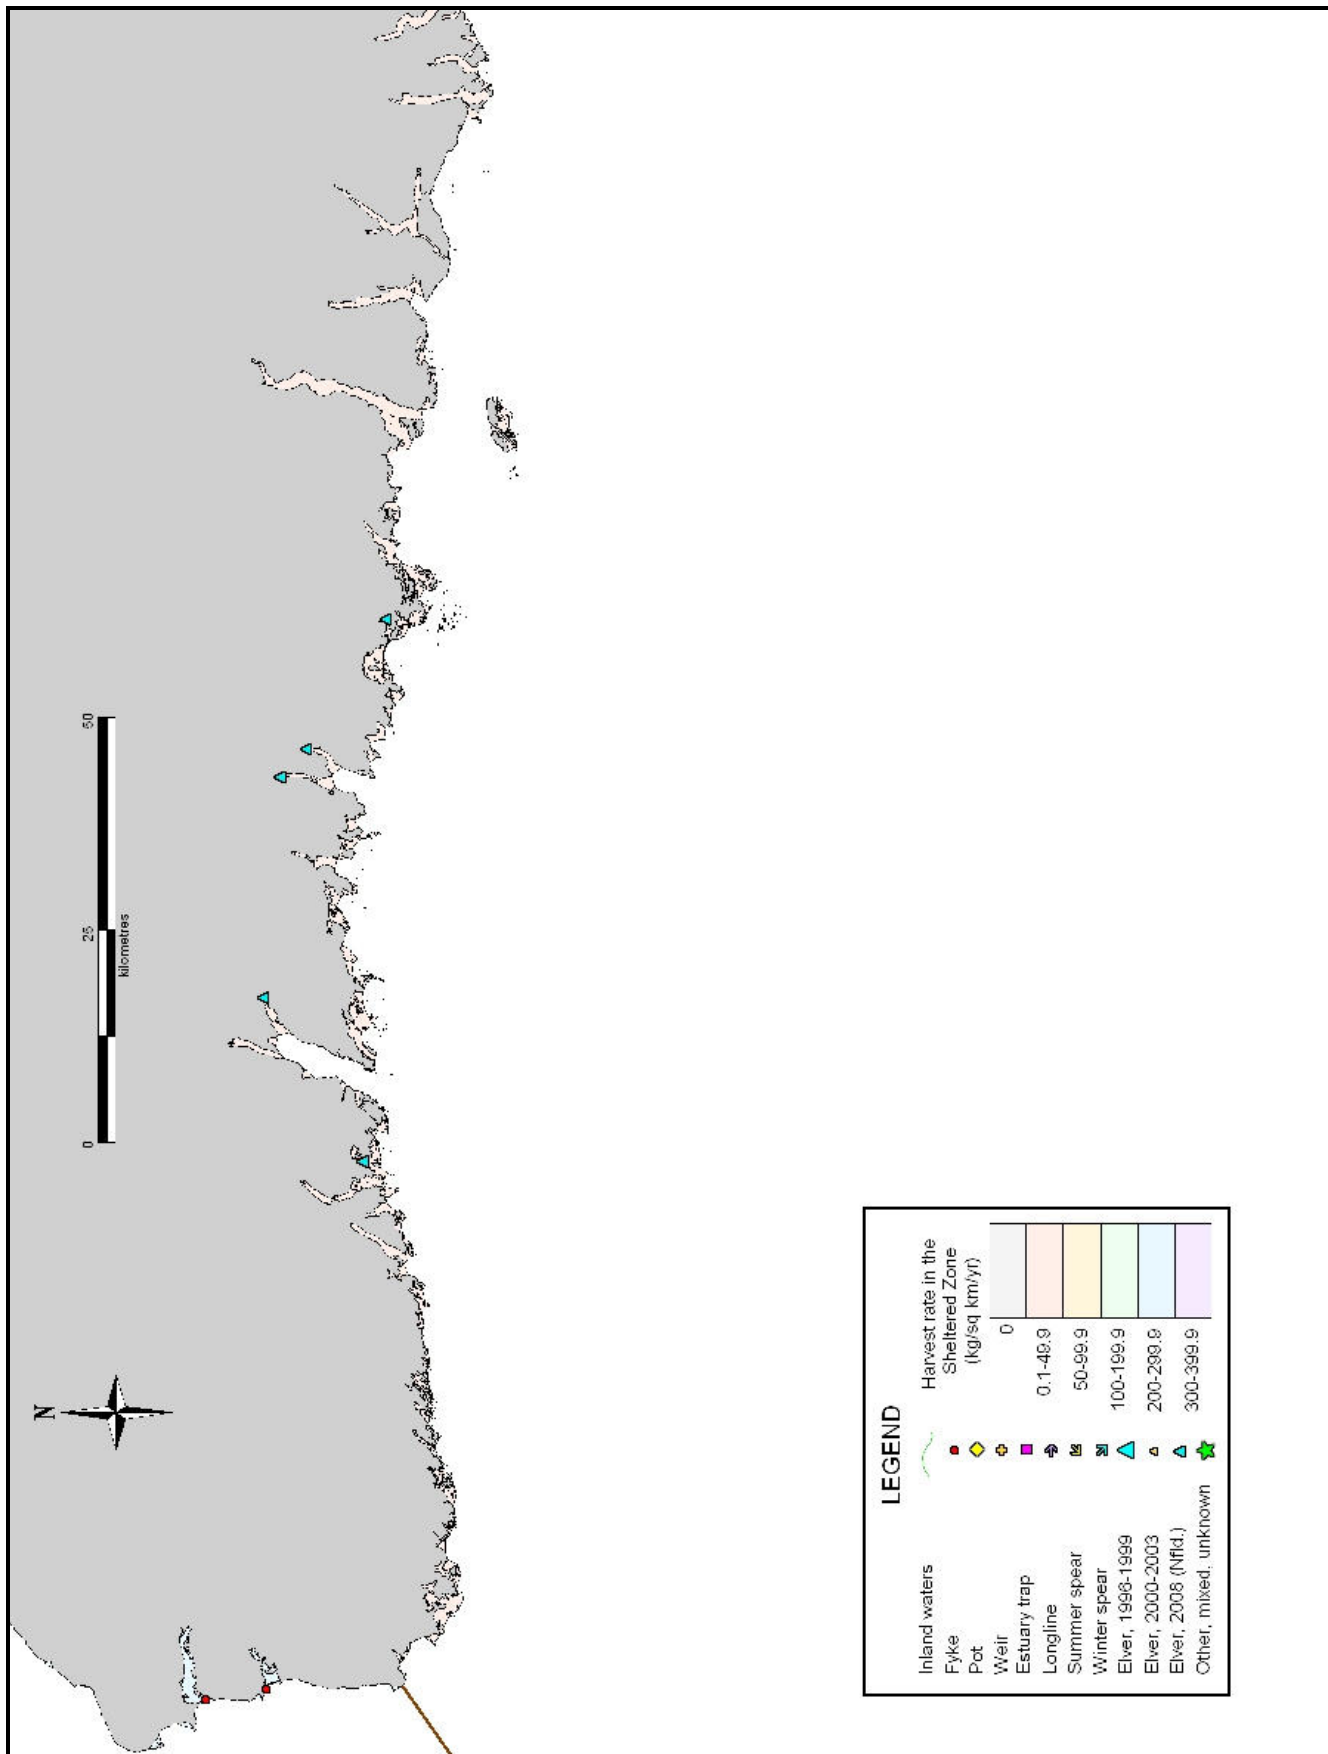 N
0
25
50
kilometres
LEGEND
Inland waters
Fyke
Pot
Weir
Estuary trap
Longline
Summer spear
Winter spear
Elver, 1996-1999
Elver, 2000-2003
Elver, 2008 (Nfld.)
Other, mixed, unknown
Harvest rate in the
Sheltered Zone
(kg/sq km/yr)
0
0.1-49.9
50-99.9
100-199.9
200-299.9
300-399.9